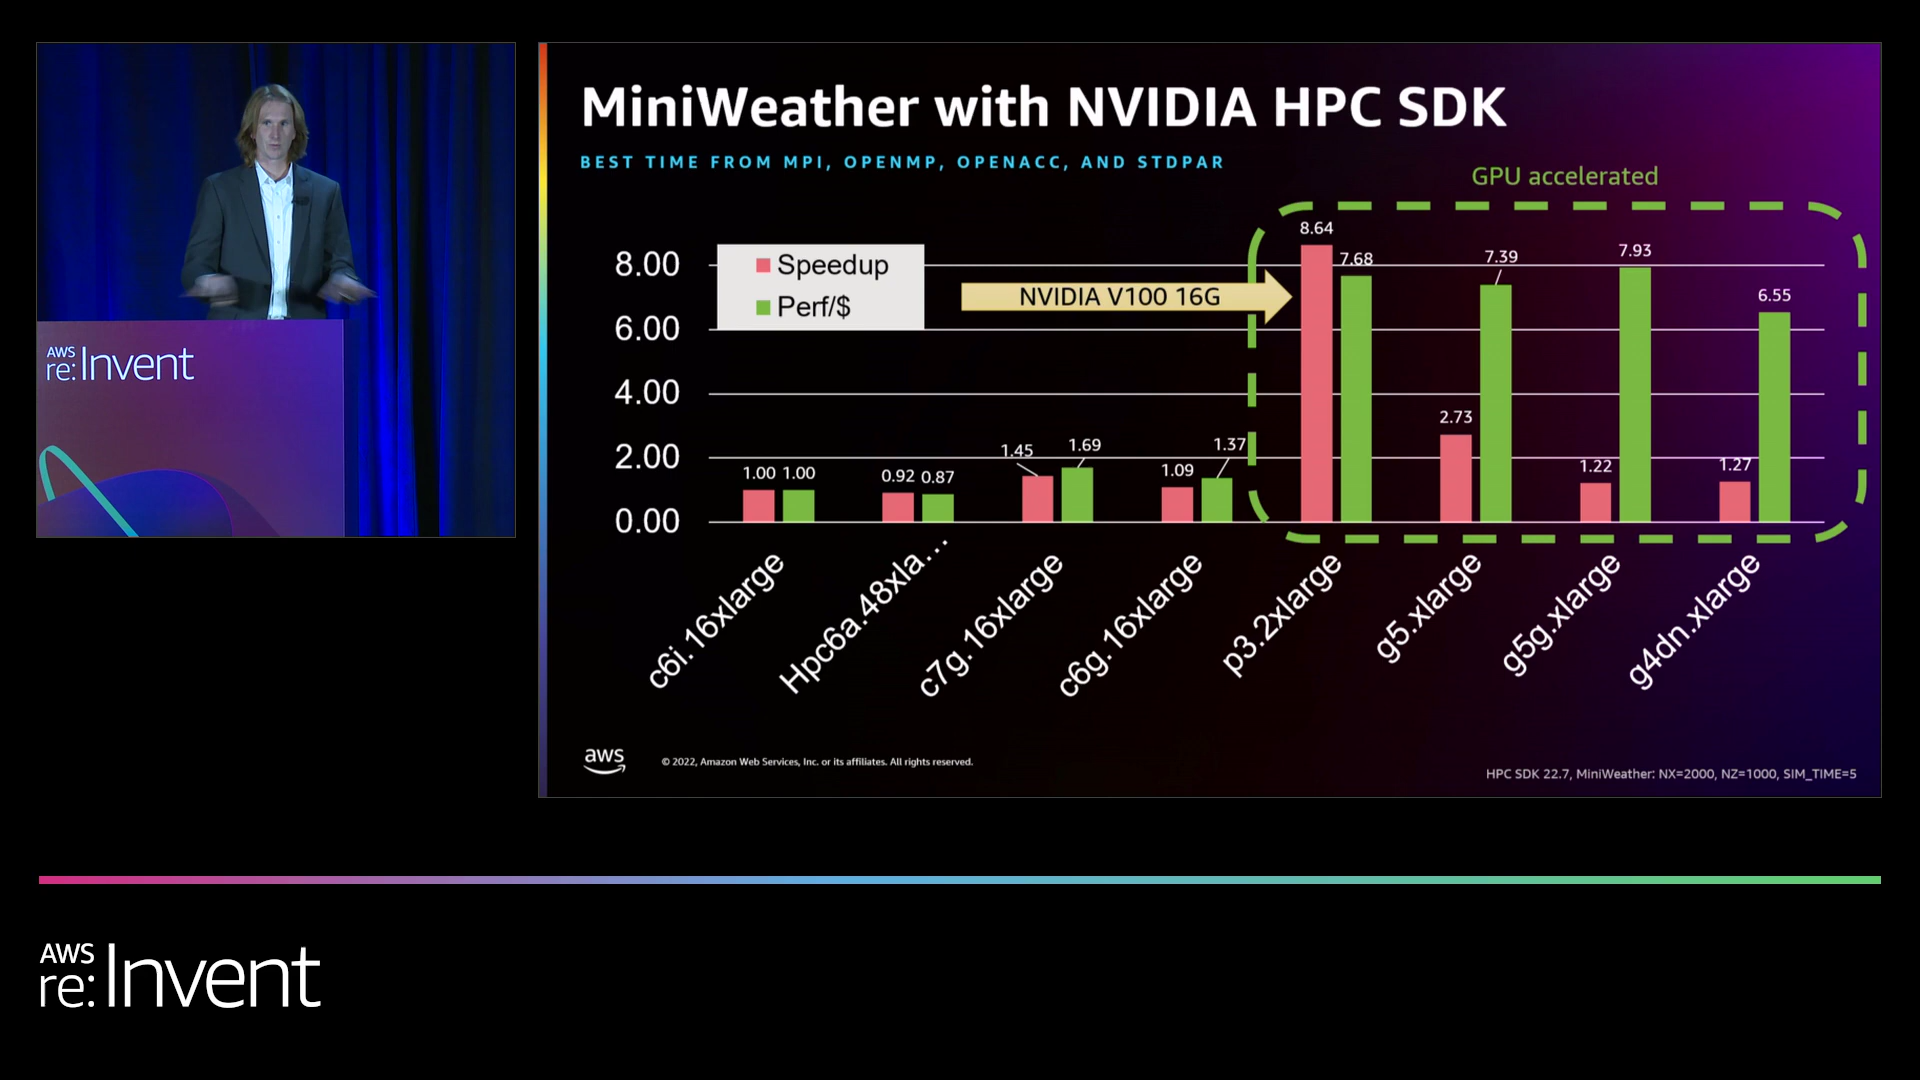 MiniWeather with NVIDIA HPC SDK
BEST TIME FROM MPI, OPENMP, OPENACC, AND STDPAR
GPU accelerated
Speedup
Perf/$
NVIDIA V100 16G
8.00
6.00
4.00
2.00
0.00
1.00 1.00
0.92 0.87
1.45 1.69
1.09 1.37
8.64 7.68
2.73 7.39
1.22 7.93
1.27 6.55
c6i.16xlarge
Hpc6a.48xla…
c7g.16xlarge
c6g.16xlarge
p3.2xlarge
g5.xlarge
g5g.xlarge
g4dn.xlarge
aws
© 2022, Amazon Web Services, Inc. or its affiliates. All rights reserved.
HPC SDK 22.7, MiniWeather: NX=2000, NZ=1000, SIM_TIME=5
AWS
re:Invent
AWS
re:Invent